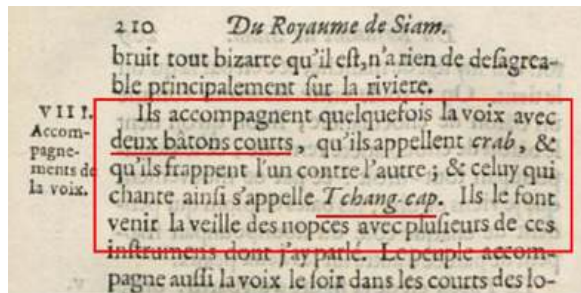 210 Du Royaume de Siam.
bruit tout bizarre qu'il eſt, n'a rien de deſagrea-
ble principalement ſur la riviere.
VIII.
Accom-
pagne-
ments de
la voix.
Ils accompagnent quelquefois la voix avec
deux bâtons courts, qu'ils appellent crab, &
qu'ils frappent l'un contre l'autre; & celuy qui
chante ainſi s'appelle Tchang-cap. Ils le font
venir la veille des nopces avec pluſieurs de ces
inſtrumens dont j'ay parlé. Le peuple accom-
pagne auſſi la voix le ſoir dans les courts des lo-